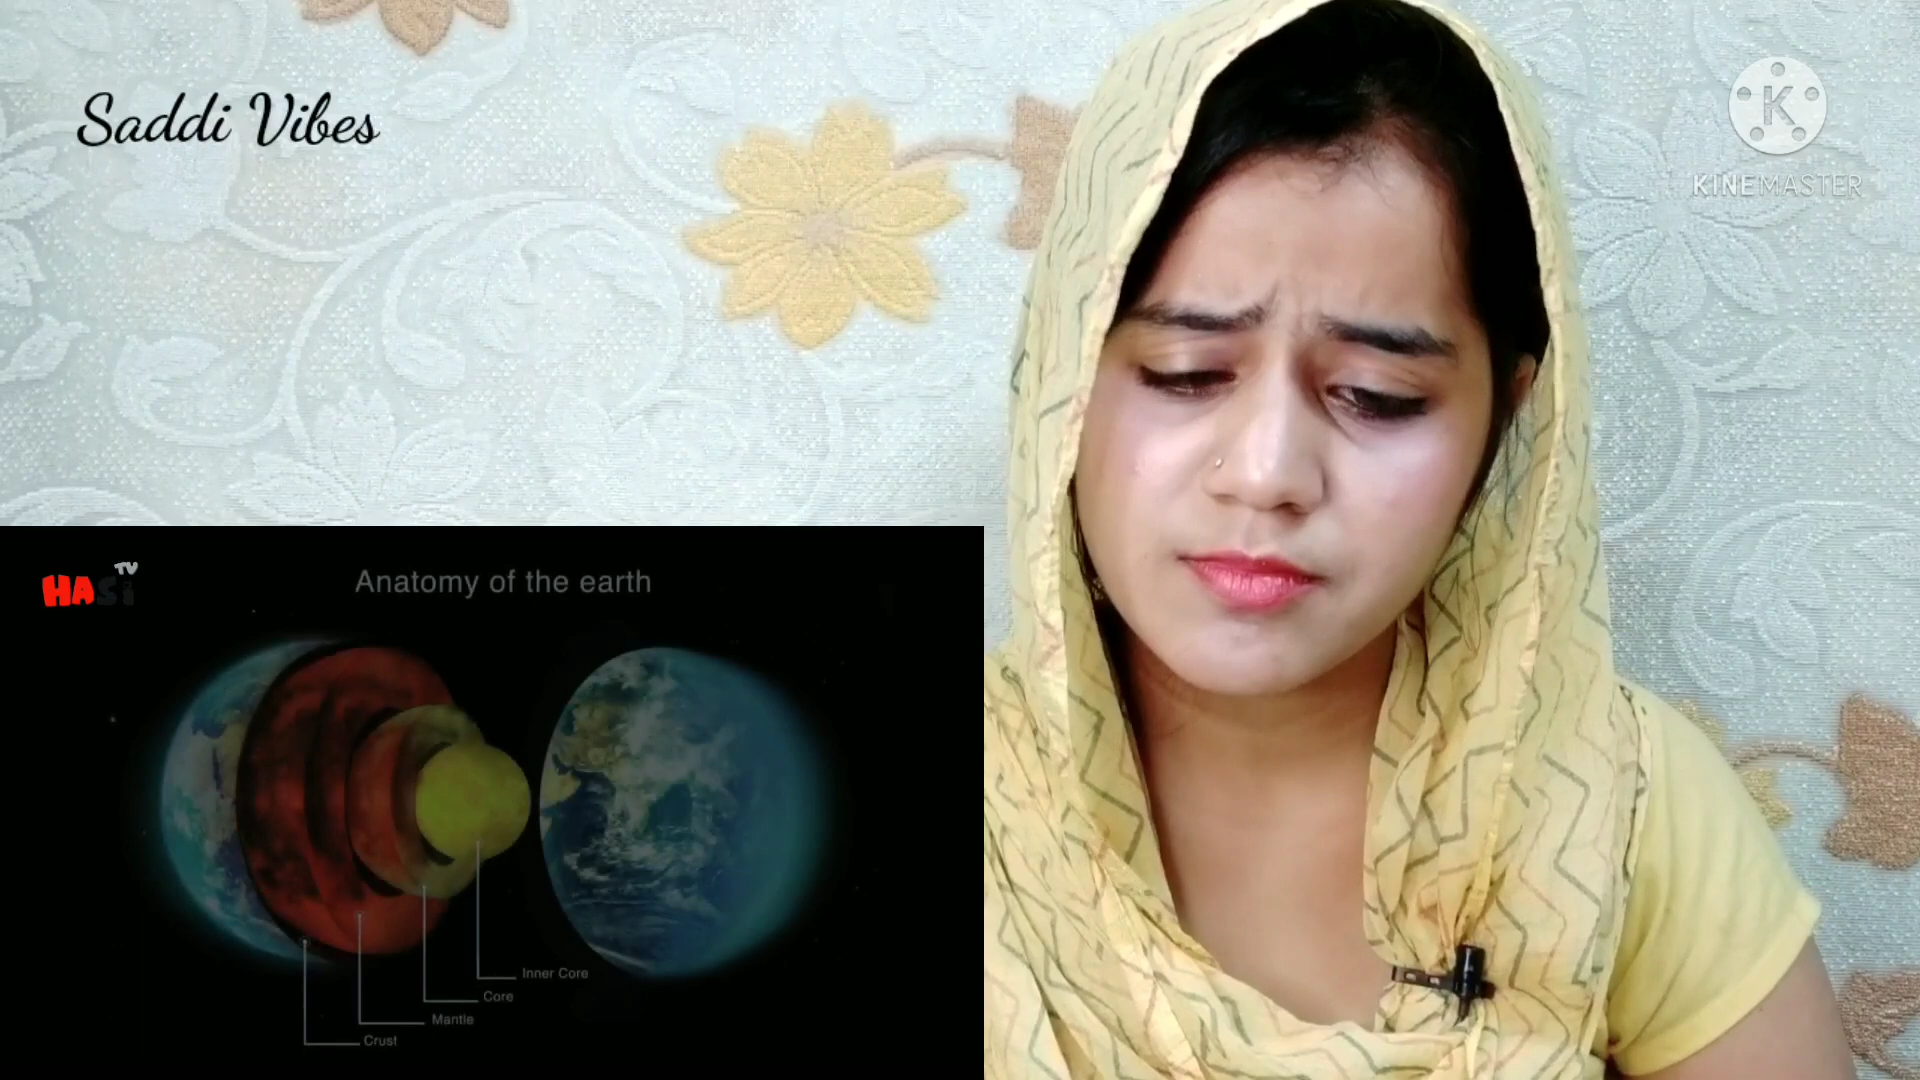 Saddi Vibes
K
KINEMASTER
HASi TV
Anatomy of the earth
Inner Core
Core
Mantle
Crust